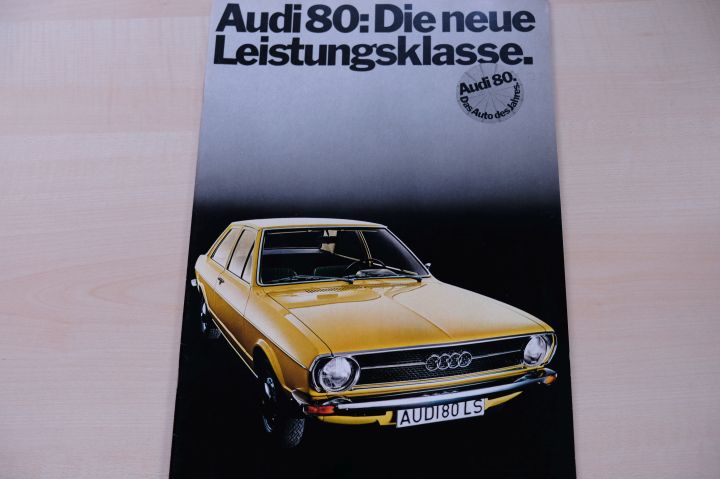 Audi 80: Die neue
Leistungsklasse.
Audi 80.
Das Auto des Jahres.
AUDI 80 LS